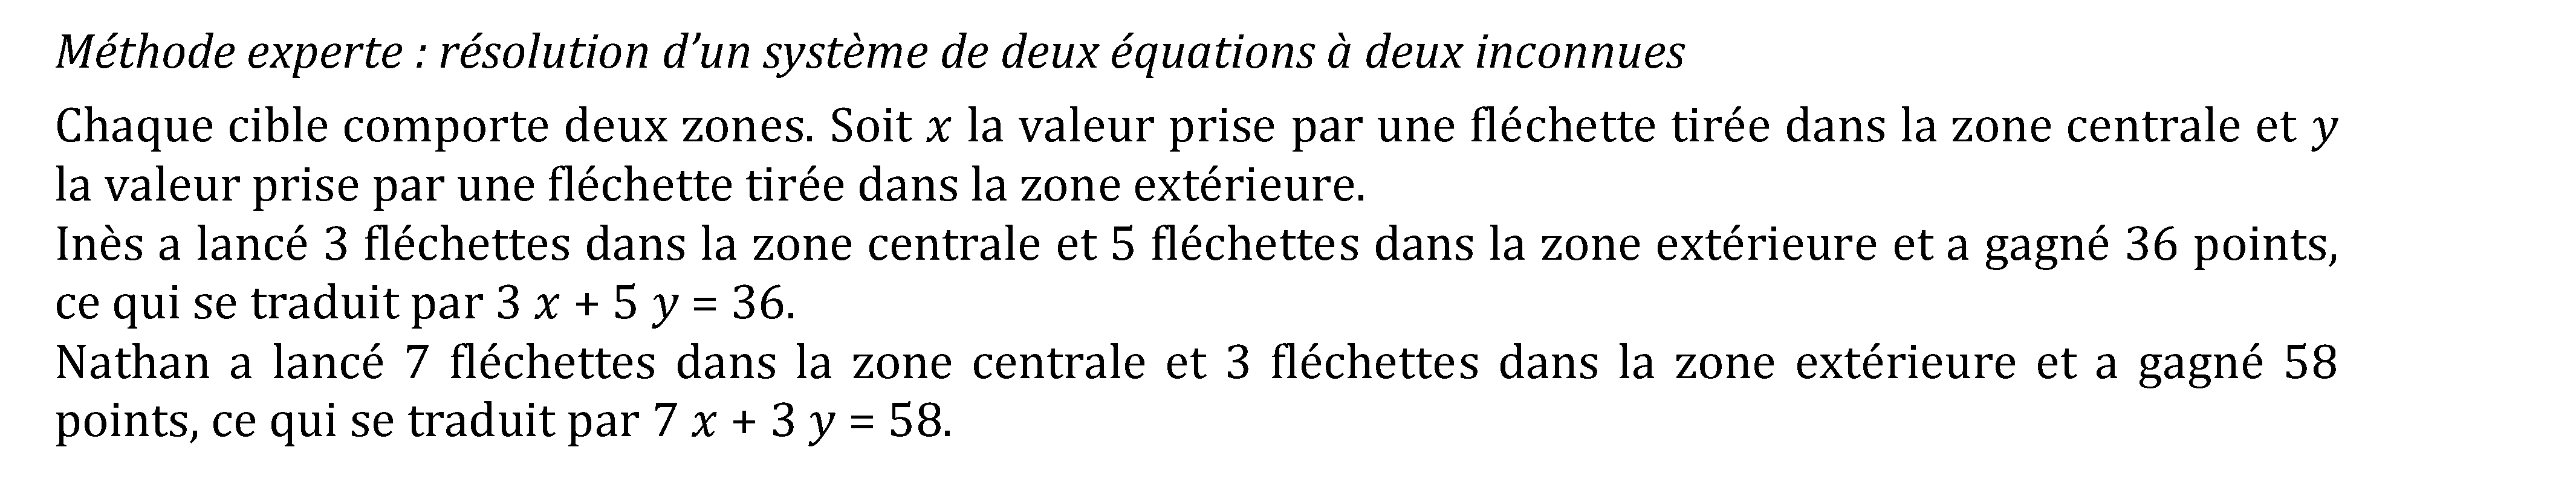 Méthode experte : résolution d’un système de deux équations à deux inconnues
Chaque cible comporte deux zones. Soit x la valeur prise par une fléchette tirée dans la zone centrale et y
la valeur prise par une fléchette tirée dans la zone extérieure.
Inès a lancé 3 fléchettes dans la zone centrale et 5 fléchettes dans la zone extérieure et a gagné 36 points,
ce qui se traduit par 3 x + 5 y = 36.
Nathan a lancé 7 fléchettes dans la zone centrale et 3 fléchettes dans la zone extérieure et a gagné 58
points, ce qui se traduit par 7 x + 3 y = 58.